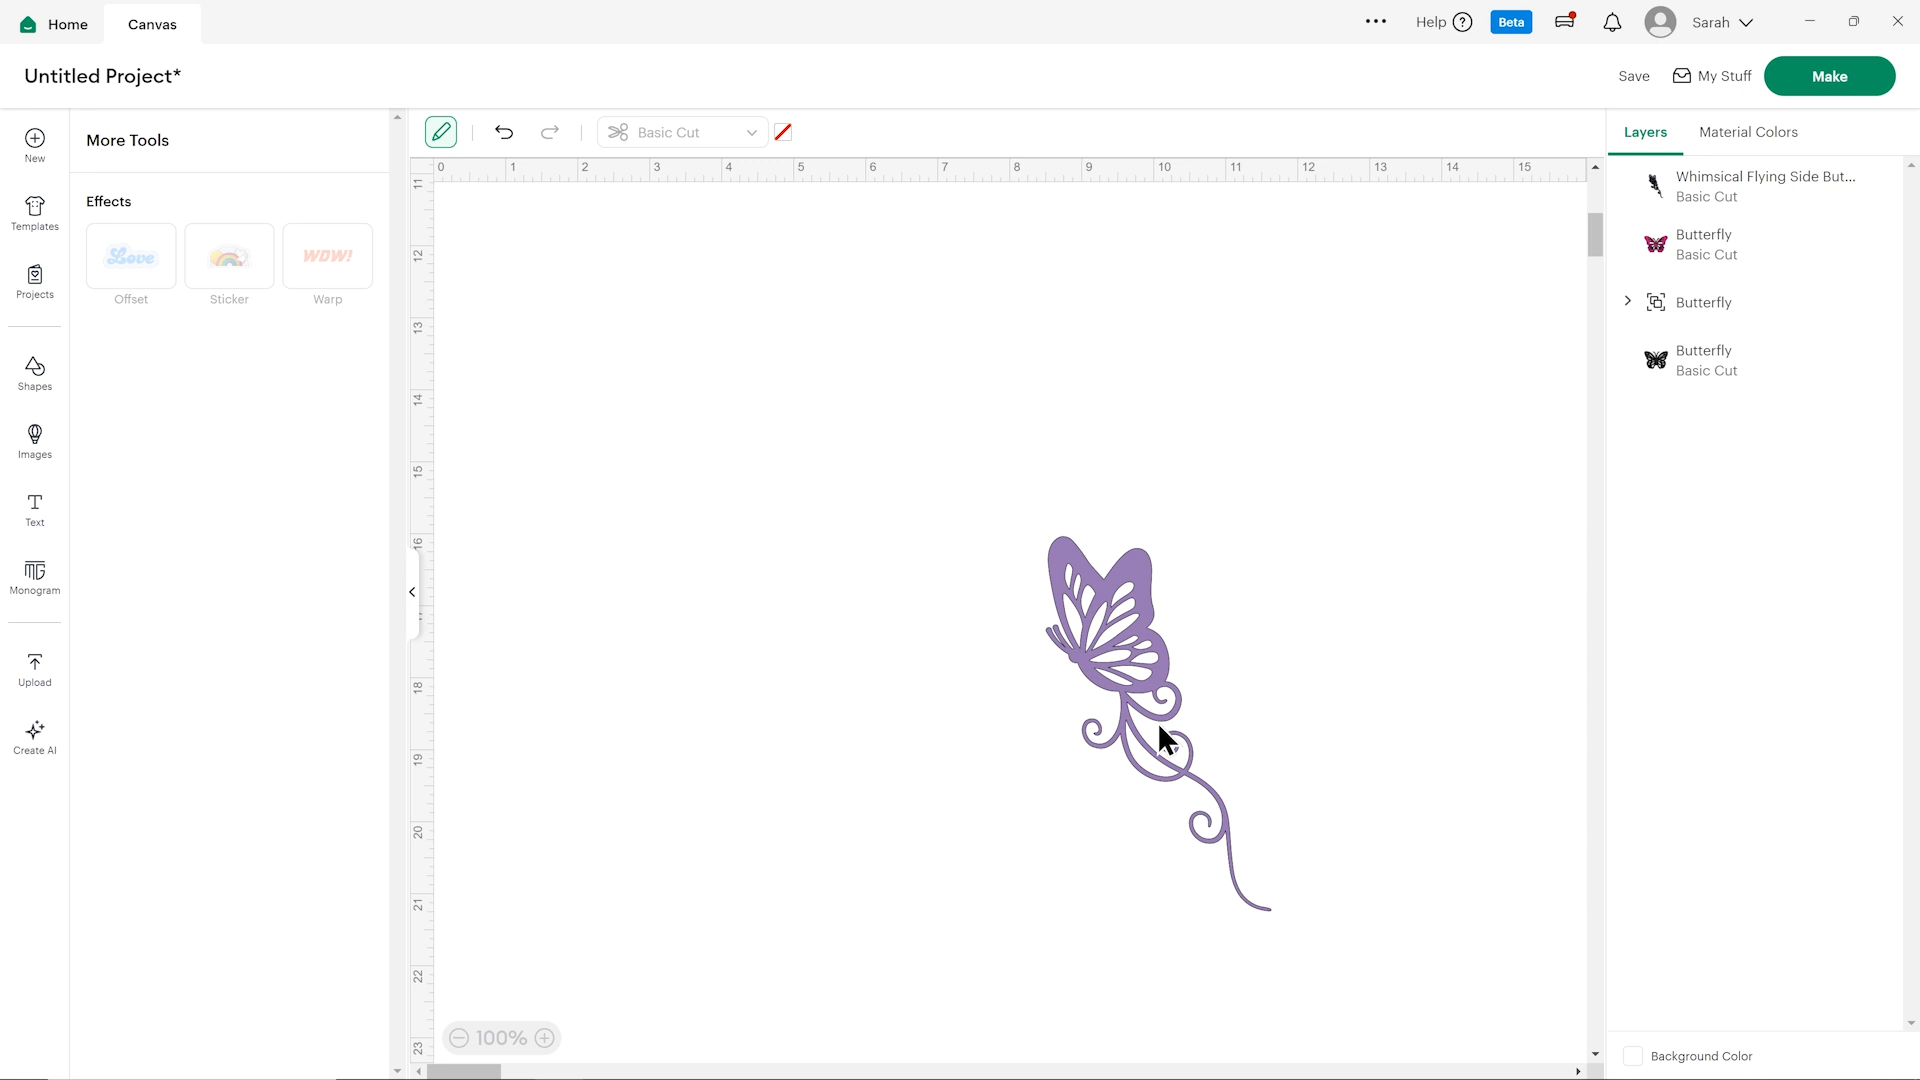 Home
Canvas
Help
Beta
Sarah
Untitled Project*
Save
My Stuff
Make
New
Templates
Projects
Shapes
Images
Text
Monogram
Upload
Create AI
More Tools
Effects
Love
WOW!
Offset
Sticker
Warp
Basic Cut
0 1 2 3 4 5 6 7 8 9 10 11 12 13 14 15
11
12
13
14
15
16
18
19
20
21
22
23
100%
Layers
Material Colors
Whimsical Flying Side But...
Basic Cut
Butterfly
Basic Cut
Butterfly
Butterfly
Basic Cut
Background Color